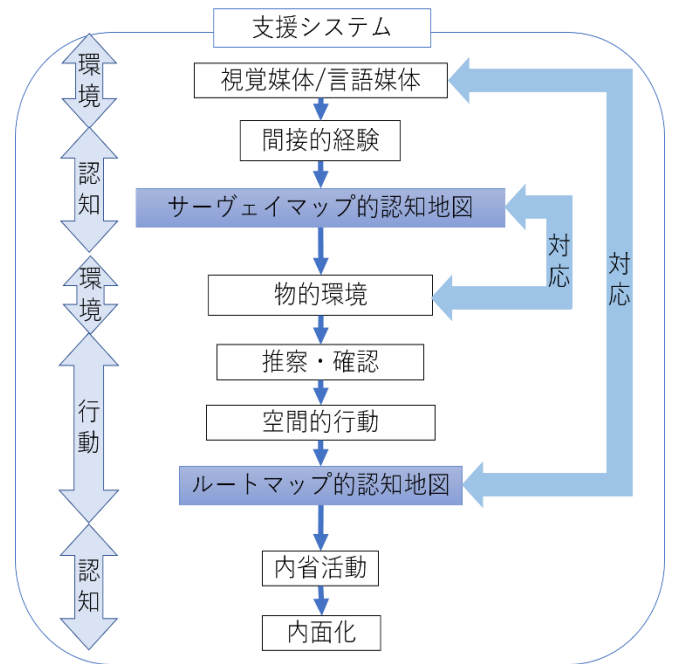 支援システム
環境
視覚媒体/言語媒体
間接的経験
認知
サーヴェイマップ的認知地図
対応
対応
環境
物的環境
推察・確認
行動
空間的行動
ルートマップ的認知地図
認知
内省活動
内面化